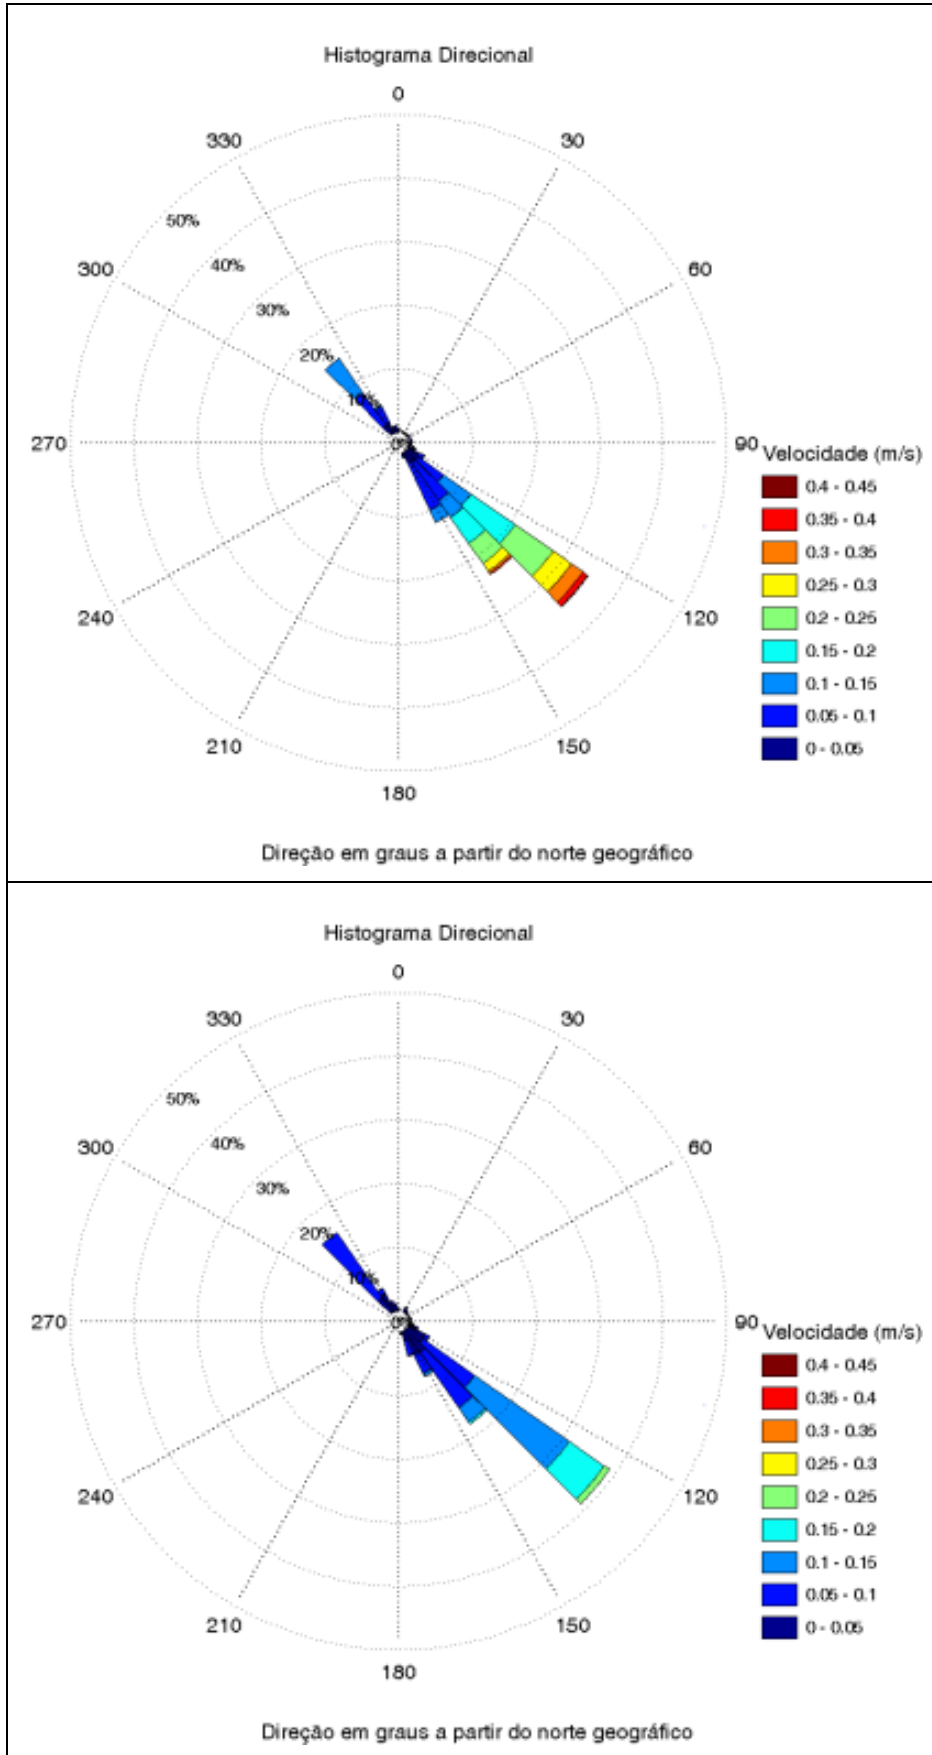 Histograma Direcional
0
330
30
50%
300
40%
60
30%
20%
10%
270
90
Velocidade (m/s)
0.4 - 0.45
0.35 - 0.4
0.3 - 0.35
0.25 - 0.3
240
0.2 - 0.25
120
0.15 - 0.2
0.1 - 0.15
0.05 - 0.1
210
150
0 - 0.05
180
Direção em graus a partir do norte geográfico
Histograma Direcional
0
330
30
50%
300
40%
60
30%
20%
10%
270
90
Velocidade (m/s)
0.4 - 0.45
0.35 - 0.4
0.3 - 0.35
0.25 - 0.3
240
0.2 - 0.25
120
0.15 - 0.2
0.1 - 0.15
0.05 - 0.1
210
150
0 - 0.05
180
Direção em graus a partir do norte geográfico